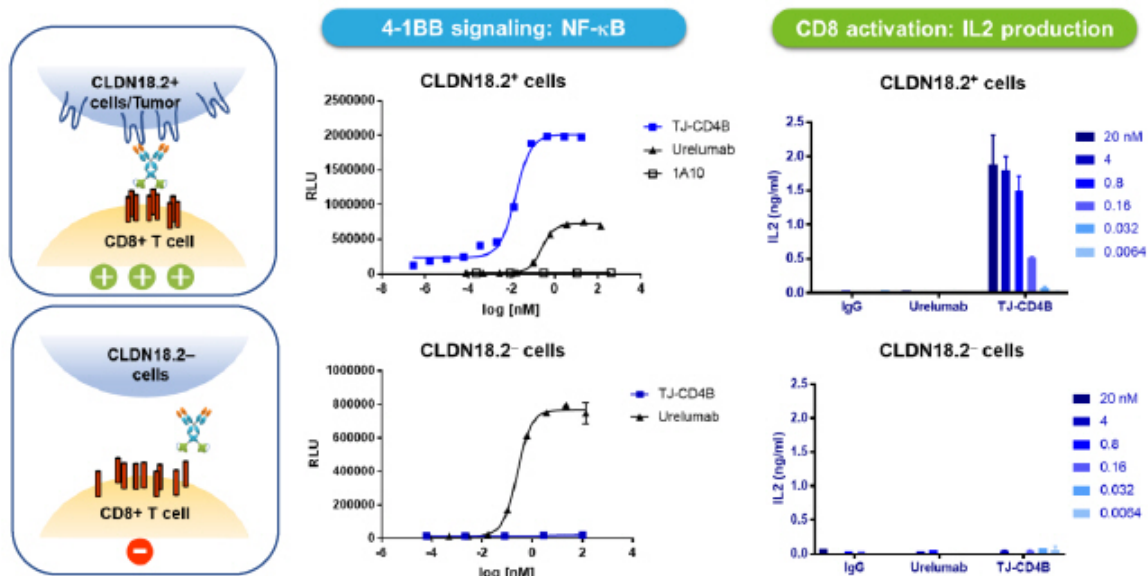 4-1BB signaling: NF-κB
CD8 activation: IL2 production
CLDN18.2+
cells/Tumor
CD8+ T cell
CLDN18.2–
cells
CD8+ T cell
CLDN18.2⁺ cells
2500000
2000000
1500000
1000000
500000
0
RLU
-6
-4
-2
0
2
4
log [nM]
TJ-CD4B
Urelumab
1A10
CLDN18.2⁺ cells
2.5
2.0
1.5
1.0
0.5
0.0
IL2 (ng/ml)
IgG
Urelumab
TJ-CD4B
20 nM
4
0.8
0.16
0.032
0.0064
CLDN18.2⁻ cells
1000000
800000
600000
400000
200000
0
RLU
-6
-4
-2
0
2
4
log [nM]
TJ-CD4B
Urelumab
CLDN18.2⁻ cells
2.5
2.0
1.5
1.0
0.5
0.0
IL2 (ng/ml)
IgG
Urelumab
TJ-CD4B
20 nM
4
0.8
0.16
0.032
0.0064